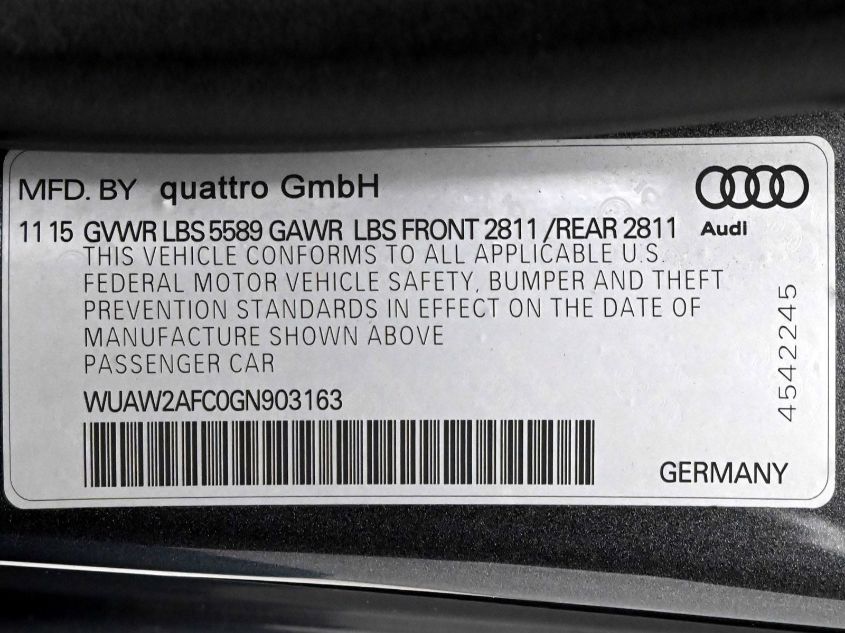 MFD. BY quattro GmbH
11 15 GVWR LBS 5589 GAWR LBS FRONT 2811 /REAR 2811
Audi
THIS VEHICLE CONFORMS TO ALL APPLICABLE U.S.
FEDERAL MOTOR VEHICLE SAFETY, BUMPER AND THEFT
PREVENTION STANDARDS IN EFFECT ON THE DATE OF
MANUFACTURE SHOWN ABOVE
PASSENGER CAR
WUAW2AFC0GN903163
4542245
GERMANY